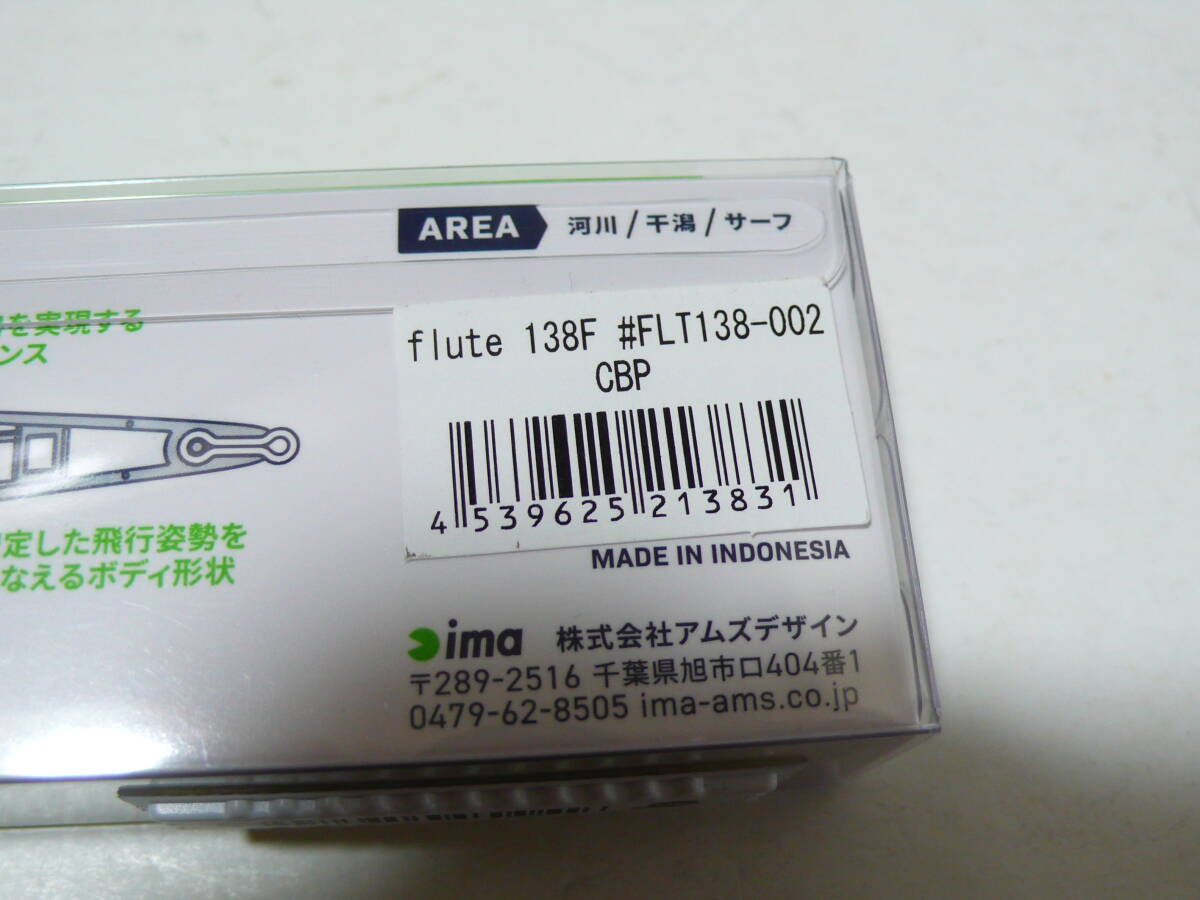 AREA 河川 / 干潟 / サーフ
を実現する
ンス
flute 138F #FLT138-002
CBP
4 539625 213831
定した飛行姿勢を
なえるボディ形状
MADE IN INDONESIA
ima 株式会社アムズデザイン
〒289-2516 千葉県旭市ロ404番1
0479-62-8505 ima-ams.co.jp